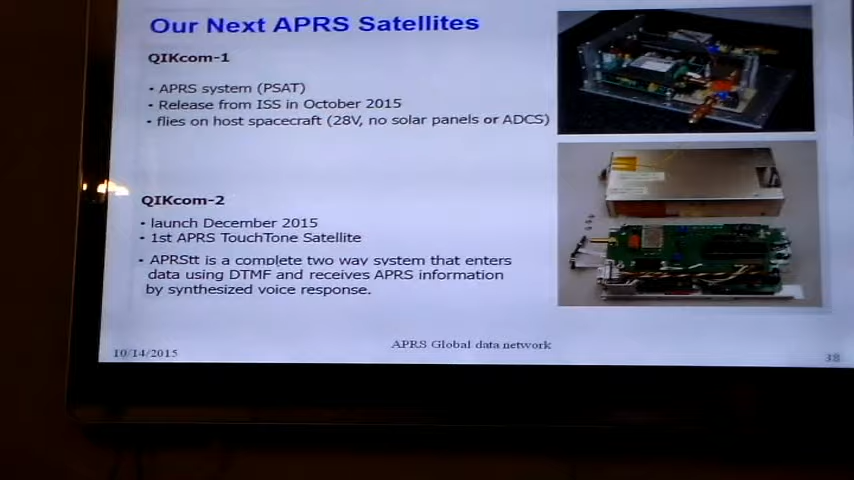 Our Next APRS Satellites
QIKcom-1
• APRS system (PSAT)
• Release from ISS in October 2015
• flies on host spacecraft (28V, no solar panels or ADCS)
QIKcom-2
• launch December 2015
• 1st APRS TouchTone Satellite
• APRStt is a complete two way system that enters
data using DTMF and receives APRS information
by synthesized voice response.
10/14/2015
APRS Global data network
38